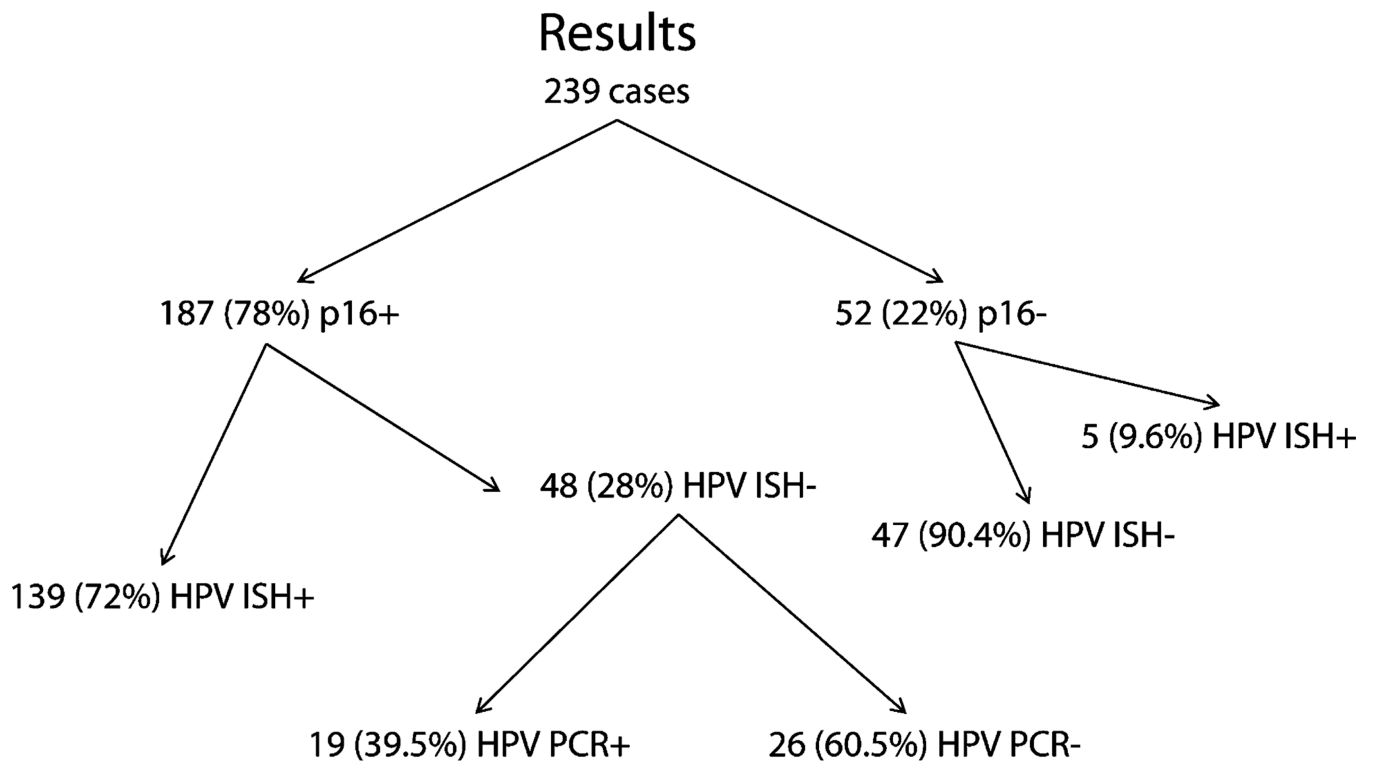 Results
239 cases
187 (78%) p16+
52 (22%) p16-
5 (9.6%) HPV ISH+
48 (28%) HPV ISH-
47 (90.4%) HPV ISH-
139 (72%) HPV ISH+
19 (39.5%) HPV PCR+
26 (60.5%) HPV PCR-